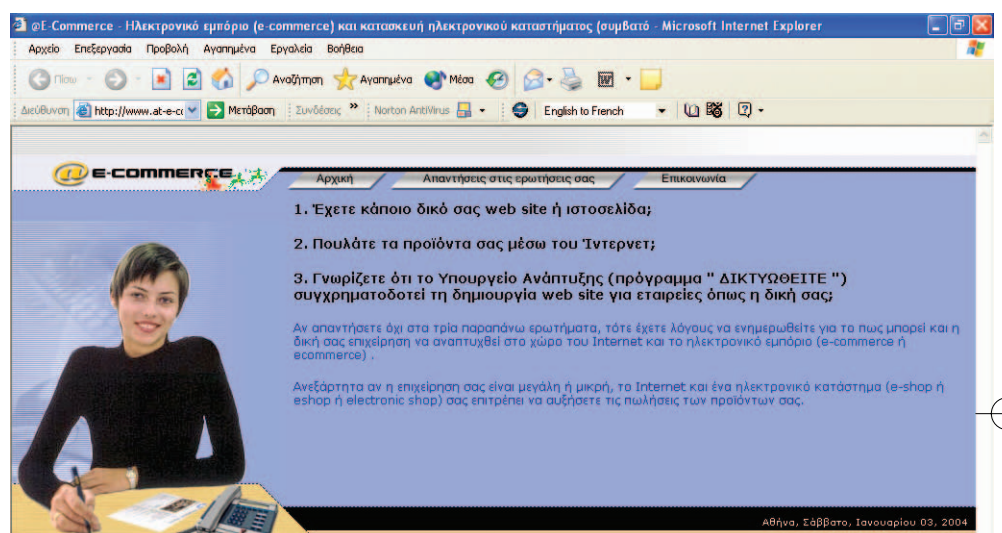 @E-Commerce - Ηλεκτρονικό εμπόριο (e-commerce) και κατασκευή ηλεκτρονικού καταστήματος (συμβατό - Microsoft Internet Explorer
Αρχείο Επεξεργασία Προβολή Αγαπημένα Εργαλεία Βοήθεια
Πίσω Αναζήτηση Αγαπημένα Μέσα
Διεύθυνση http://www.at-e-cc Μετάβαση Συνδέσεις » Norton AntiVirus English to French
@ E-COMMERCE
Αρχική Απαντήσεις στις ερωτήσεις σας Επικοινωνία
1. Έχετε κάποιο δικό σας web site ή ιστοσελίδα;
2. Πουλάτε τα προϊόντα σας μέσω του Ίντερνετ;
3. Γνωρίζετε ότι το Υπουργείο Ανάπτυξης (πρόγραμμα " ΔΙΚΤΥΩΘΕΙΤΕ ")
συγχρηματοδοτεί τη δημιουργία web site για εταιρείες όπως η δική σας;
Αν απαντήσετε όχι στα τρία παραπάνω ερωτήματα, τότε έχετε λόγους να ενημερωθείτε για το πως μπορεί και η
δική σας επιχείρηση να αναπτυχθεί στο χώρο του Internet και το ηλεκτρονικό εμπόριο (e-commerce ή
ecommerce) .
Ανεξάρτητα αν η επιχείρηση σας είναι μεγάλη ή μικρή, το Internet και ένα ηλεκτρονικό κατάστημα (e-shop ή
eshop ή electronic shop) σας επιτρέπει να αυξήσετε τις πωλήσεις των προϊόντων σας.
Αθήνα, Σάββατο, Ιανουαρίου 03, 2004